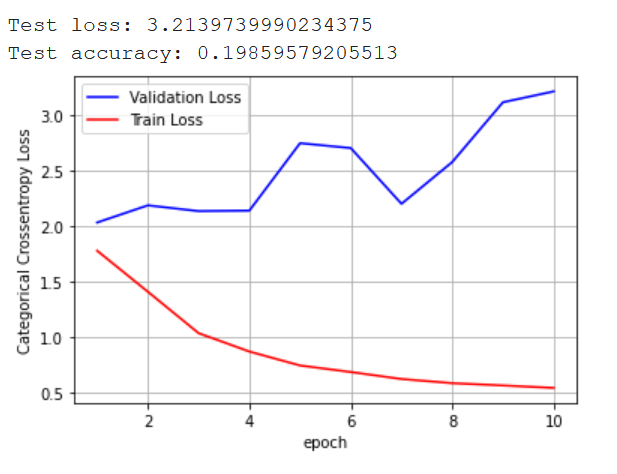 Test loss: 3.2139739990234375
Test accuracy: 0.19859579205513
Validation Loss
Train Loss
Categorical Crossentropy Loss
3.0
2.5
2.0
1.5
1.0
0.5
2 4 6 8 10
epoch